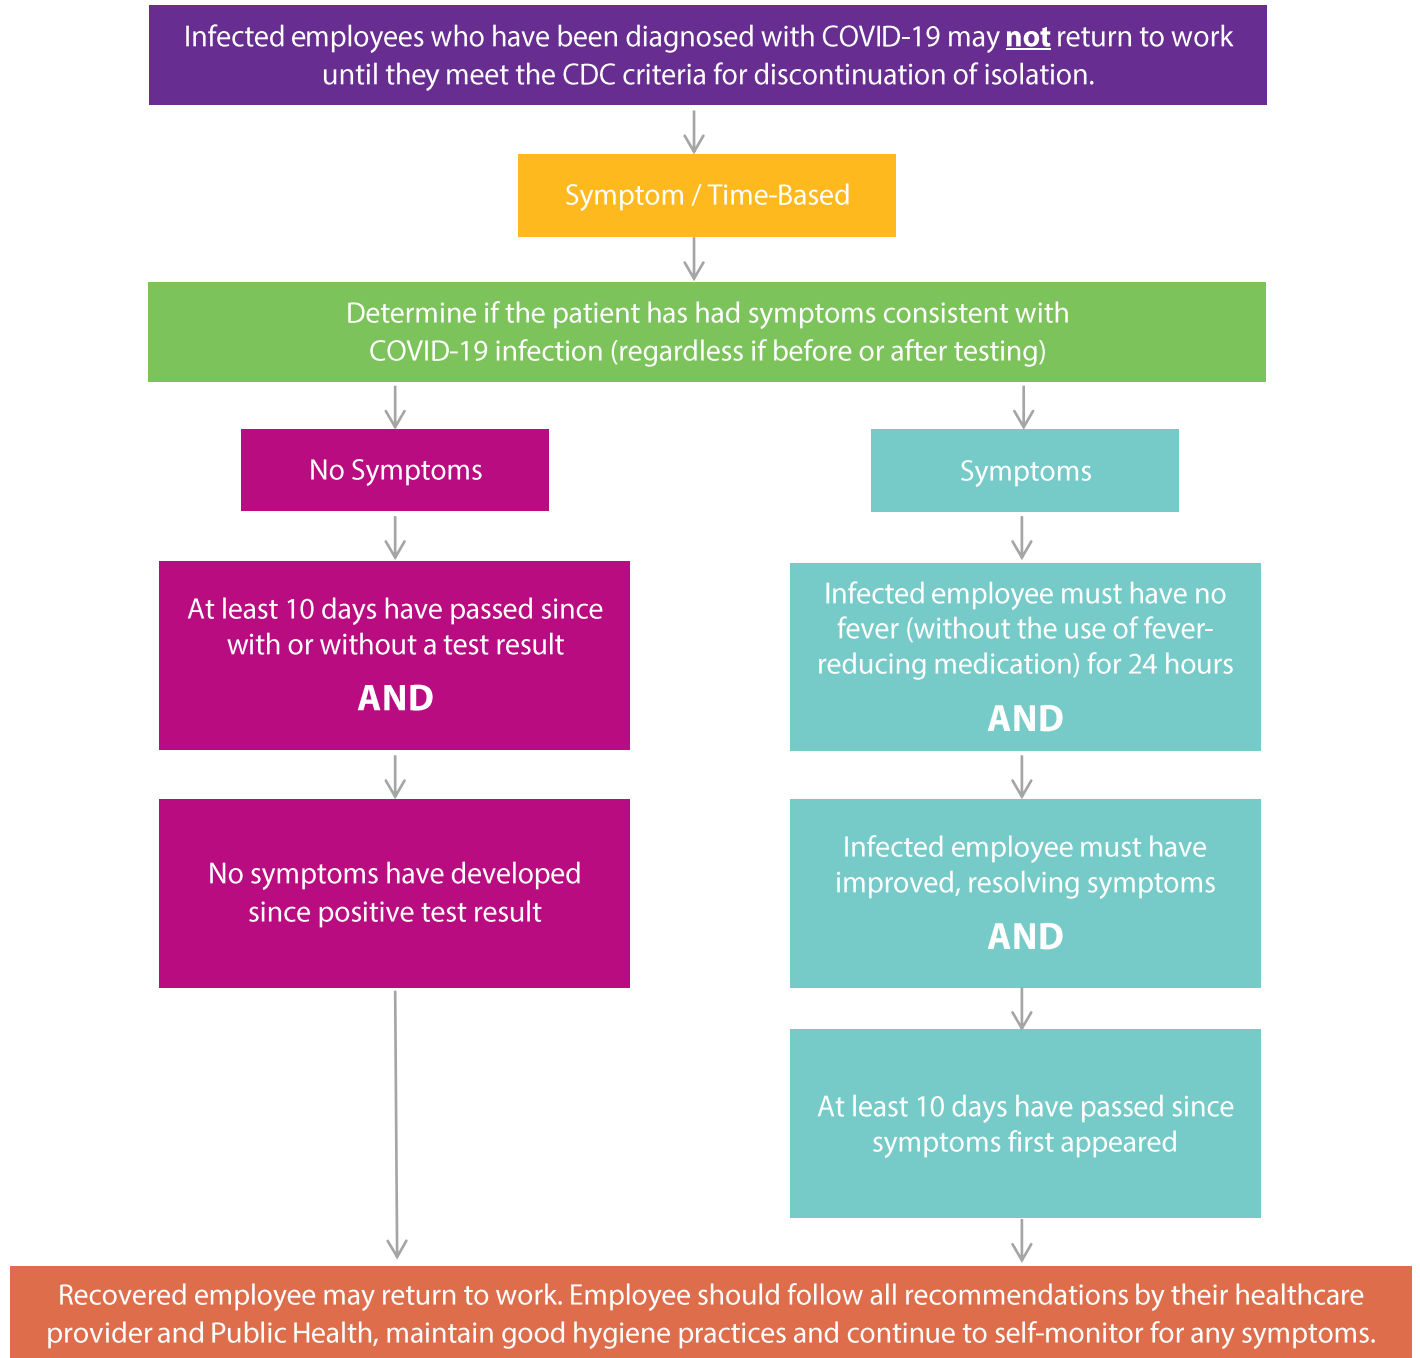 Infected employees who have been diagnosed with COVID-19 may not return to work
until they meet the CDC criteria for discontinuation of isolation.
Symptom / Time-Based
Determine if the patient has had symptoms consistent with
COVID-19 infection (regardless if before or after testing)
No Symptoms
At least 10 days have passed since
with or without a test result
AND
No symptoms have developed
since positive test result
Symptoms
Infected employee must have no
fever (without the use of fever-
reducing medication) for 24 hours
AND
Infected employee must have
improved, resolving symptoms
AND
At least 10 days have passed since
symptoms first appeared
Recovered employee may return to work. Employee should follow all recommendations by their healthcare
provider and Public Health, maintain good hygiene practices and continue to self-monitor for any symptoms.